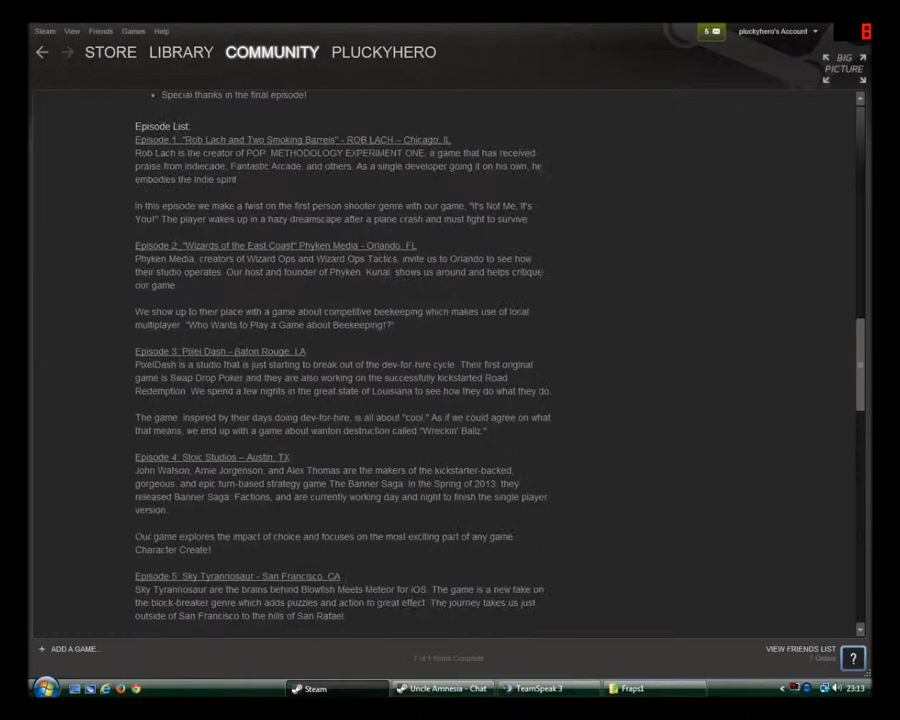 Steam View Friends Games Help
5 pluckyhero's Account
STORE LIBRARY COMMUNITY PLUCKYHERO
BIG PICTURE
• Special thanks in the final episode!
Episode List:
Episode 1: "Rob Lach and Two Smoking Barrels" - ROB LACH – Chicago, IL
Rob Lach is the creator of POP: METHODOLOGY EXPERIMENT ONE, a game that has received
praise from Indiecade, Fantastic Arcade, and others. As a single developer going it on his own, he
embodies the Indie spirit
In this episode we make a twist on the first person shooter genre with our game, "It's Not Me, It's
You!" The player wakes up in a hazy dreamscape after a plane crash and must fight to survive.
Episode 2: "Wizards of the East Coast" Phyken Media - Orlando, FL
Phyken Media, creators of Wizard Ops and Wizard Ops Tactics, invite us to Orlando to see how
their studio operates. Our host and founder of Phyken, Kunal, shows us around and helps critique
our game.
We show up to their place with a game about competitive beekeeping which makes use of local
multiplayer. "Who Wants to Play a Game about Beekeeping!?"
Episode 3: Pixel Dash - Baton Rouge, LA
PixelDash is a studio that is just starting to break out of the dev-for-hire cycle. Their first original
game is Swap Drop Poker and they are also working on the successfully kickstarted Road
Redemption. We spend a few nights in the great state of Louisiana to see how they do what they do.
The game, inspired by their days doing dev-for-hire, is all about "cool." As if we could agree on what
that means, we end up with a game about wanton destruction called "Wreckin' Ballz."
Episode 4: Stoic Studios – Austin, TX
John Watson, Arnie Jorgenson, and Alex Thomas are the makers of the kickstarter-backed,
gorgeous, and epic turn-based strategy game The Banner Saga. In the Spring of 2013, they
released Banner Saga: Factions, and are currently working day and night to finish the single player
version.
Our game explores the impact of choice and focuses on the most exciting part of any game:
Character Create!
Episode 5: Sky Tyrannosaur - San Francisco, CA
Sky Tyrannosaur are the brains behind Blowfish Meets Meteor for iOS. The game is a new take on
the block-breaker genre which adds puzzles and action to great effect. The journey takes us just
outside of San Francisco to the hills of San Rafael.
+ ADD A GAME...
1 of 1 Items Complete
VIEW FRIENDS LIST
1 Online
?
Steam Uncle Amnesia - Chat TeamSpeak 3 Fraps1 23:13